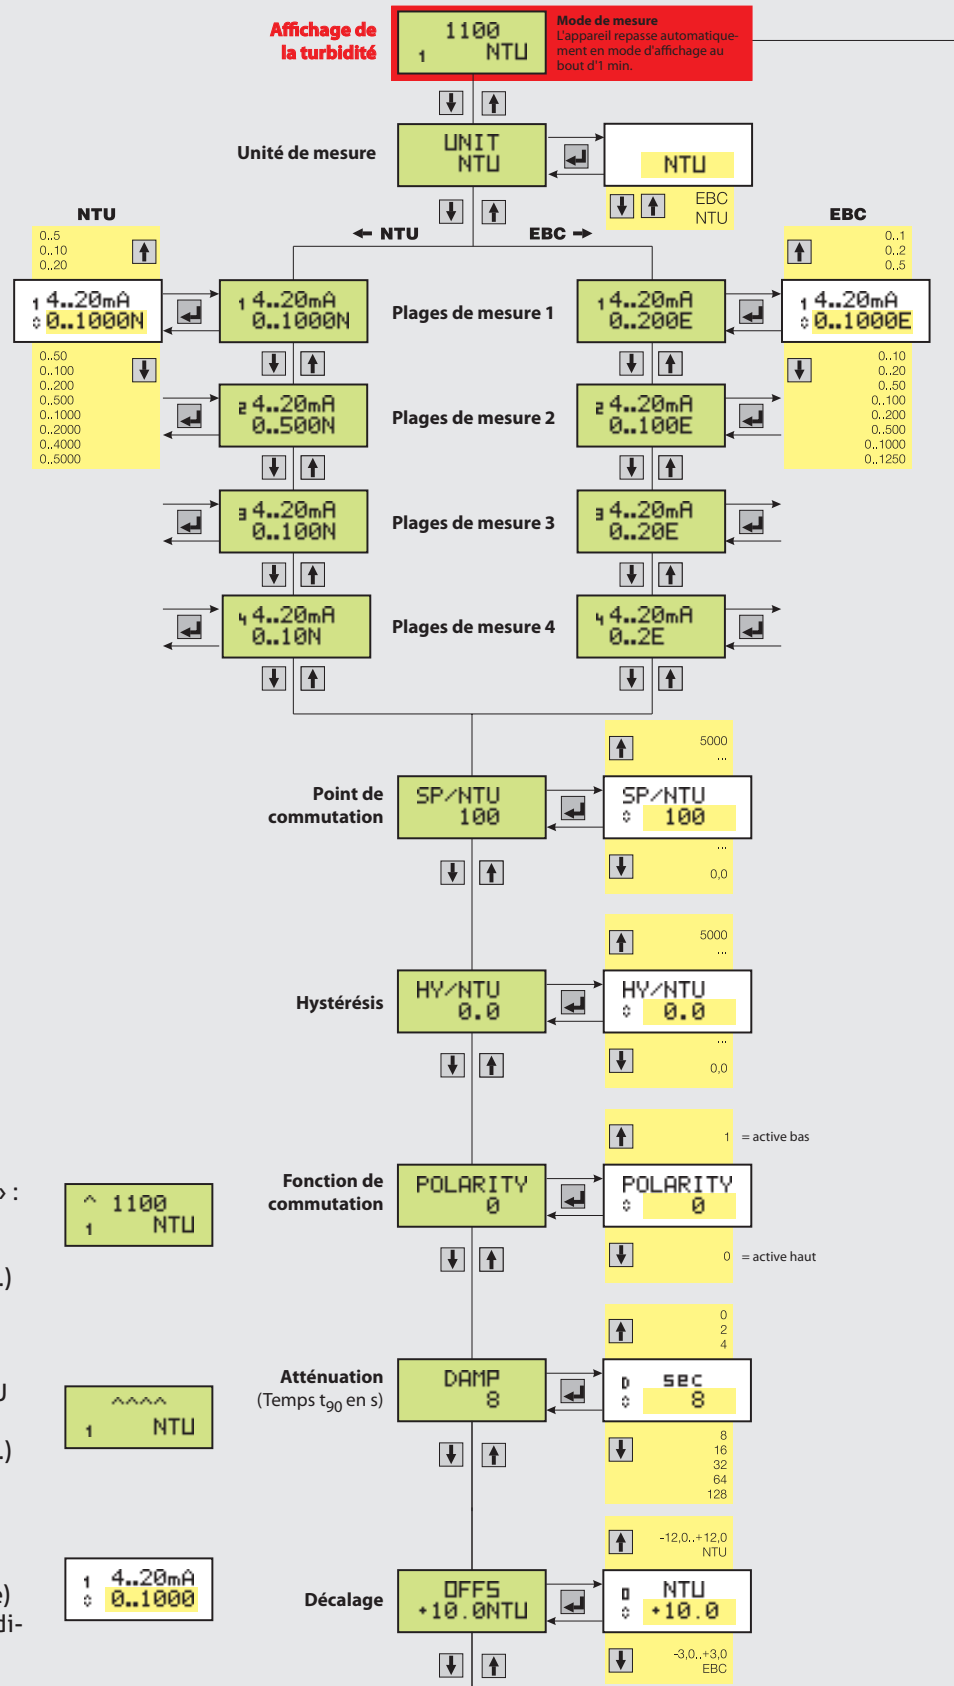 Affichage de
la turbidité
1100
1 NTU
Mode de mesure
L'appareil repasse automatique-
ment en mode d'affichage au
bout d'1 min.
Unité de mesure
UNIT
NTU
NTU
EBC
NTU
← NTU
EBC →
NTU
0..5
0..10
0..20
1 4..20mA
0..1000N
0..50
0..100
0..200
0..500
0..1000
0..2000
0..4000
0..5000
1 4..20mA
0..1000N
Plages de mesure 1
1 4..20mA
0..200E
EBC
0..1
0..2
0..5
1 4..20mA
0..1000E
0..10
0..20
0..50
0..100
0..200
0..500
0..1000
0..1250
2 4..20mA
0..500N
Plages de mesure 2
2 4..20mA
0..100E
3 4..20mA
0..100N
Plages de mesure 3
3 4..20mA
0..20E
4 4..20mA
0..10N
Plages de mesure 4
4 4..20mA
0..2E
Point de
commutation
SP/NTU
100
5000
...
SP/NTU
100
...
0,0
Hystérésis
HY/NTU
0.0
5000
...
HY/NTU
0.0
...
0,0
Fonction de
commutation
POLARITY
0
1 = active bas
POLARITY
0
0 = active haut
» :
^ 1100
1 NTU
.)
Atténuation
(Temps t90 en s)
DAMP
8
0
2
4
D sec
8
8
16
32
64
128
U
^^^^
1 NTU
.)
Décalage
OFFS
+10.0NTU
-12,0..+12,0
NTU
O NTU
+10.0
-3,0..+3,0
EBC
1 4..20mA
0..1000
e)
di-